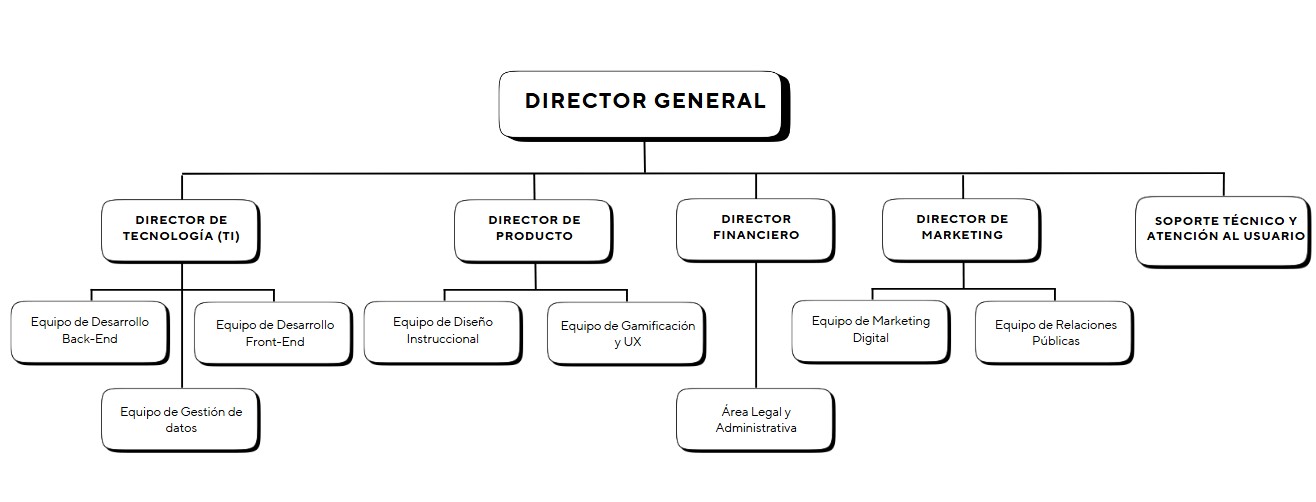 DIRECTOR GENERAL
DIRECTOR DE
TECNOLOGÍA (TI)
DIRECTOR DE
PRODUCTO
DIRECTOR
FINANCIERO
DIRECTOR DE
MARKETING
SOPORTE TÉCNICO Y
ATENCIÓN AL USUARIO
Equipo de Desarrollo
Back-End
Equipo de Desarrollo
Front-End
Equipo de Diseño
Instruccional
Equipo de Gamificación
y UX
Equipo de Marketing
Digital
Equipo de Relaciones
Públicas
Equipo de Gestión de
datos
Área Legal y
Administrativa